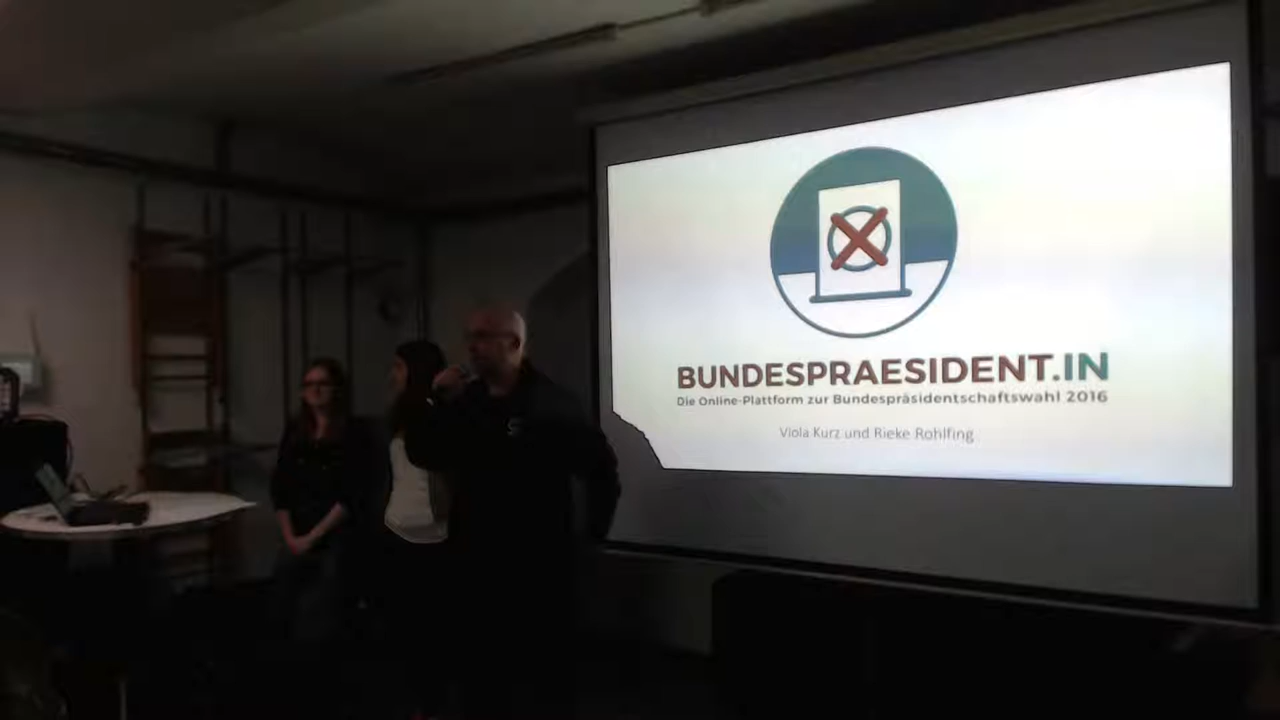 BUNDESPRAESIDENT.IN
Die Online-Plattform zur Bundespräsidentschaftswahl 2016
Viola Kurz und Rieke Rohlfing